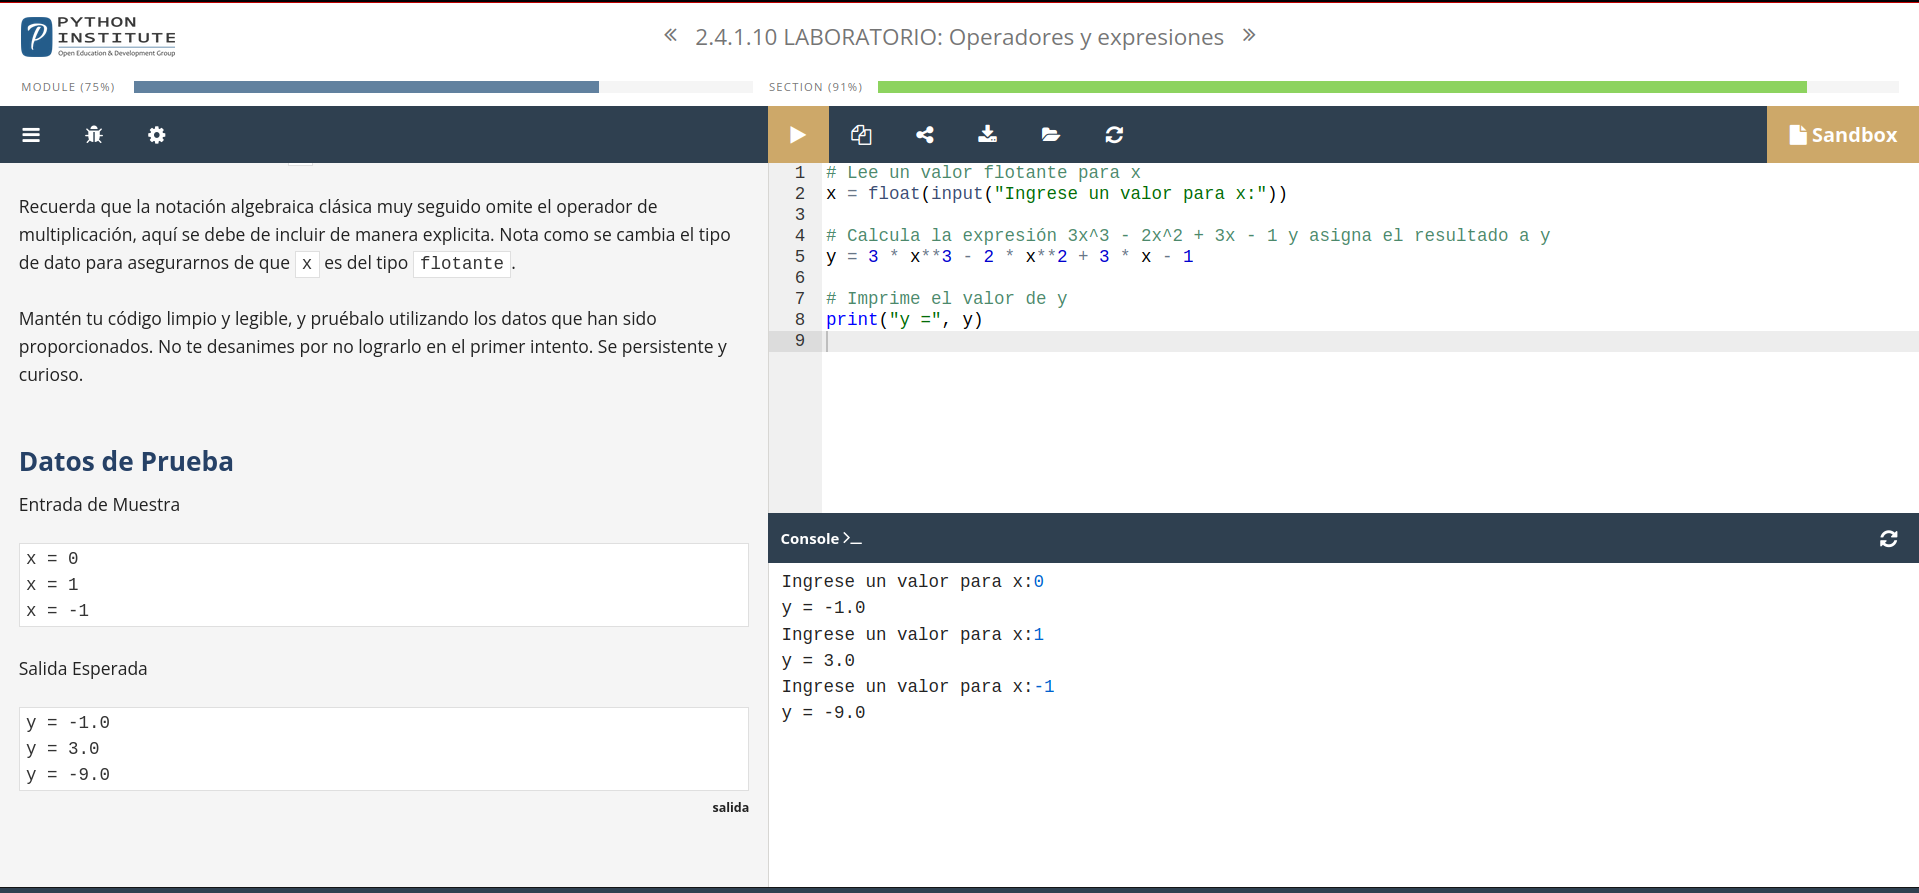 PYTHON
INSTITUTE
Open Education & Development Group
« 2.4.1.10 LABORATORIO: Operadores y expresiones »
MODULE (75%)
SECTION (91%)
Sandbox
Recuerda que la notación algebraica clásica muy seguido omite el operador de
multiplicación, aquí se debe de incluir de manera explicita. Nota como se cambia el tipo
de dato para asegurarnos de que x es del tipo flotante.
Mantén tu código limpio y legible, y pruébalo utilizando los datos que han sido
proporcionados. No te desanimes por no lograrlo en el primer intento. Se persistente y
curioso.
Datos de Prueba
Entrada de Muestra
x = 0
x = 1
x = -1
Salida Esperada
y = -1.0
y = 3.0
y = -9.0
salida
1 # Lee un valor flotante para x
2 x = float(input("Ingrese un valor para x:"))
3
4 # Calcula la expresión 3x^3 - 2x^2 + 3x - 1 y asigna el resultado a y
5 y = 3 * x**3 - 2 * x**2 + 3 * x - 1
6
7 # Imprime el valor de y
8 print("y =", y)
9
Console >_
Ingrese un valor para x:0
y = -1.0
Ingrese un valor para x:1
y = 3.0
Ingrese un valor para x:-1
y = -9.0